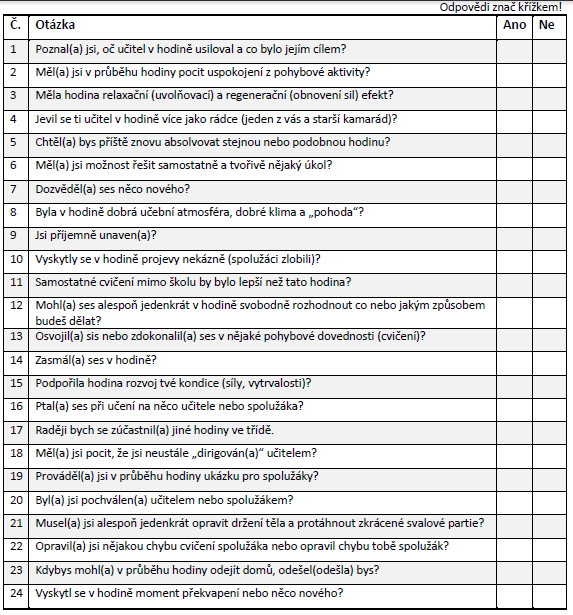 Odpovědi znač křížkem!
Č. Otázka Ano Ne
1 Poznal(a) jsi, oč učitel v hodině usiloval a co bylo jejím cílem?
2 Měl(a) jsi v průběhu hodiny pocit uspokojení z pohybové aktivity?
3 Měla hodina relaxační (uvolňovací) a regenerační (obnovení sil) efekt?
4 Jevil se ti učitel v hodině více jako rádce (jeden z vás a starší kamarád)?
5 Chtěl(a) bys příště znovu absolvovat stejnou nebo podobnou hodinu?
6 Měl(a) jsi možnost řešit samostatně a tvořivě nějaký úkol?
7 Dozvěděl(a) ses něco nového?
8 Byla v hodině dobrá učební atmosféra, dobré klima a „pohoda“?
9 Jsi příjemně unaven(a)?
10 Vyskytly se v hodině projevy nekázně (spolužáci zlobili)?
11 Samostatné cvičení mimo školu by bylo lepší než tato hodina?
12 Mohl(a) ses alespoň jedenkrát v hodině svobodně rozhodnout co nebo jakým způsobem
budeš dělat?
13 Osvojil(a) sis nebo zdokonalil(a) ses v nějaké pohybové dovednosti (cvičení)?
14 Zasmál(a) ses v hodině?
15 Podpořila hodina rozvoj tvé kondice (síly, vytrvalosti)?
16 Ptal(a) ses při učení na něco učitele nebo spolužáka?
17 Raději bych se zúčastnil(a) jiné hodiny ve třídě.
18 Měl(a) jsi pocit, že jsi neustále „dirigován(a)“ učitelem?
19 Prováděl(a) jsi v průběhu hodiny ukázku pro spolužáky?
20 Byl(a) jsi pochválen(a) učitelem nebo spolužákem?
21 Musel(a) jsi alespoň jedenkrát opravit držení těla a protáhnout zkrácené svalové partie?
22 Opravil(a) jsi nějakou chybu cvičení spolužáka nebo opravil chybu tobě spolužák?
23 Kdybys mohl(a) v průběhu hodiny odejít domů, odešel(odešla) bys?
24 Vyskytl se v hodině moment překvapení nebo něco nového?